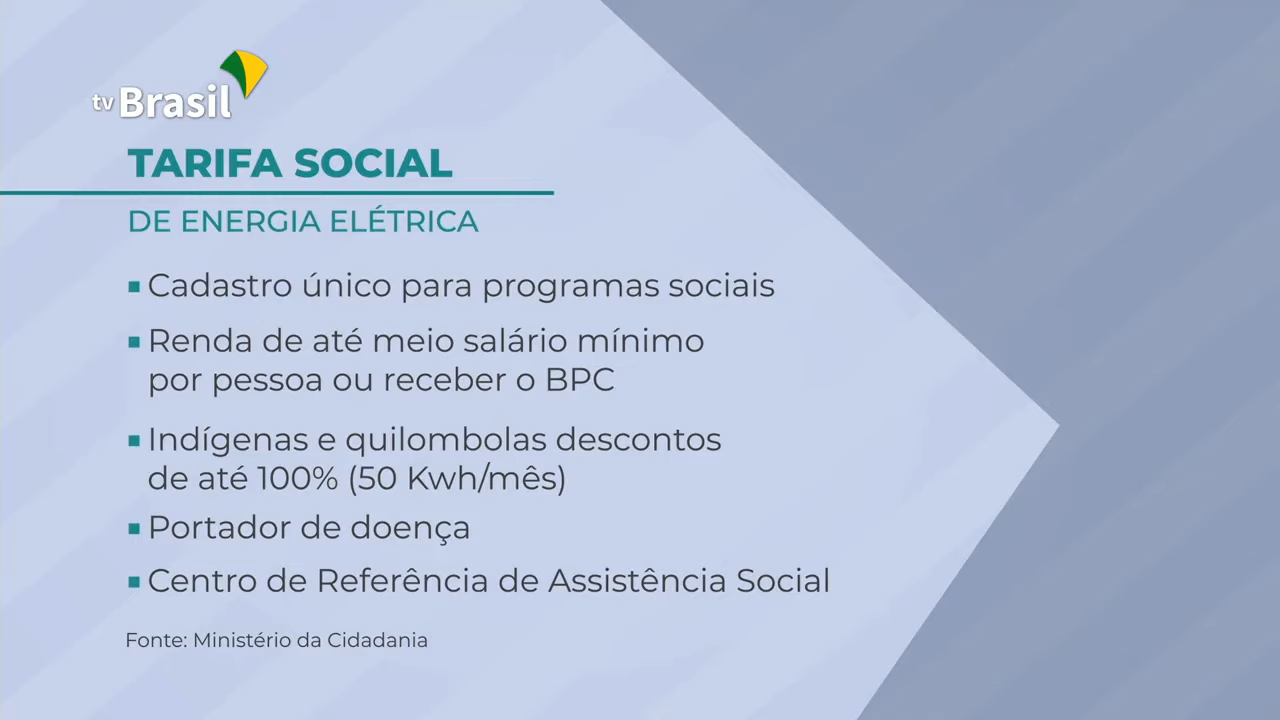 tv Brasil
TARIFA SOCIAL
DE ENERGIA ELÉTRICA
Cadastro único para programas sociais
Renda de até meio salário mínimo
por pessoa ou receber o BPC
Indígenas e quilombolas descontos
de até 100% (50 Kwh/mês)
Portador de doença
Centro de Referência de Assistência Social
Fonte: Ministério da Cidadania